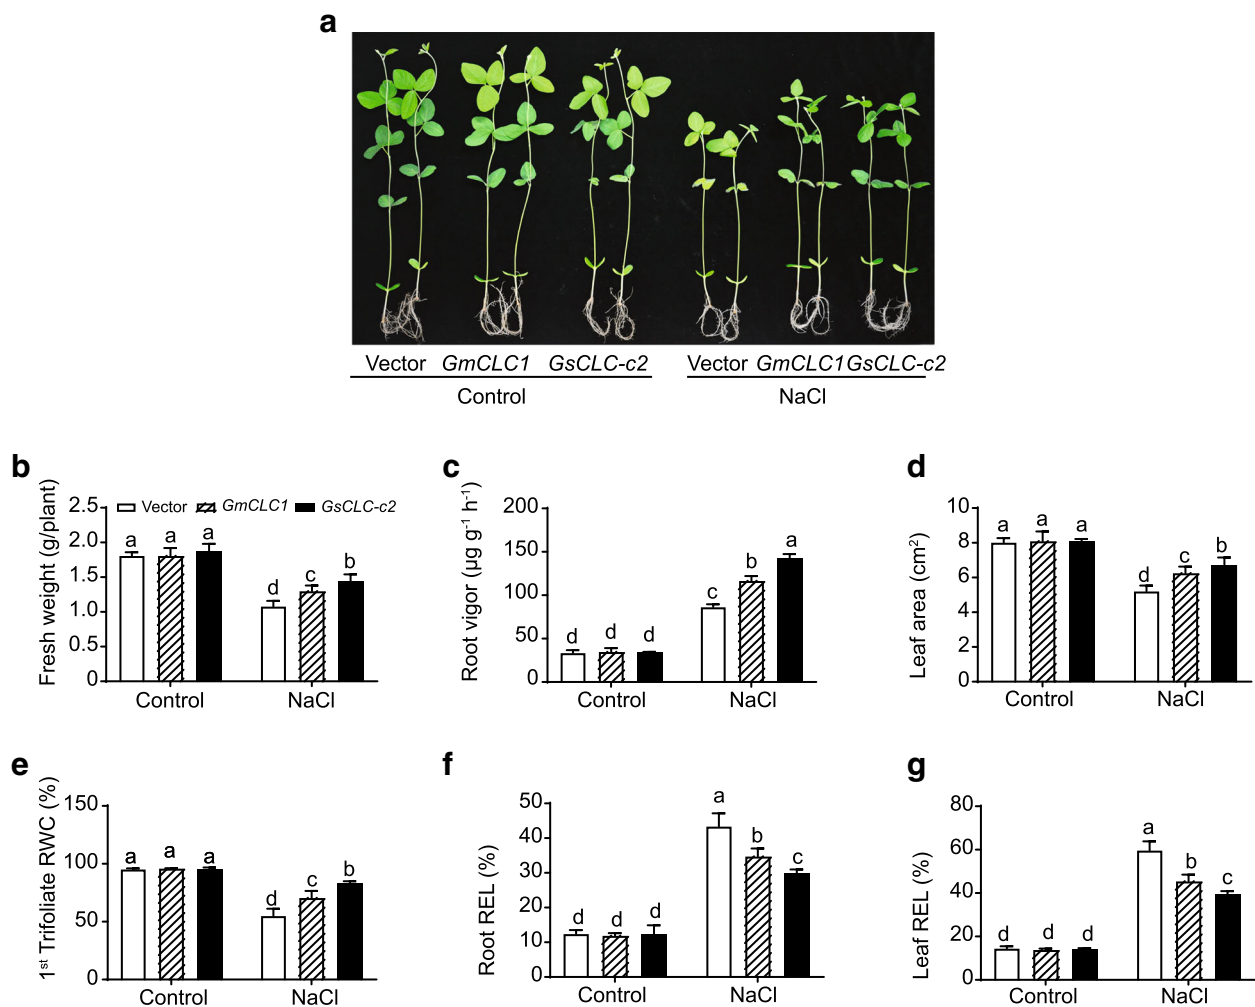 a
Vector GmCLC1 GsCLC-c2 Vector GmCLC1 GsCLC-c2
Control NaCl
b
Fresh weight (g/plant)
2.5
2.0
1.5
1.0
0.5
0
Vector GmCLC1 GsCLC-c2
a a a d c b
Control NaCl
c
Root vigor (µg g⁻¹ h⁻¹)
200
150
100
50
0
d d d c b a
Control NaCl
d
Leaf area (cm²)
10
8
6
4
2
0
a a a d c b
Control NaCl
e
1st Trifoliate RWC (%)
150
100
50
0
a a a d c b
Control NaCl
f
Root REL (%)
50
40
30
20
10
0
d d d a b c
Control NaCl
g
Leaf REL (%)
80
60
40
20
0
d d d a b c
Control NaCl